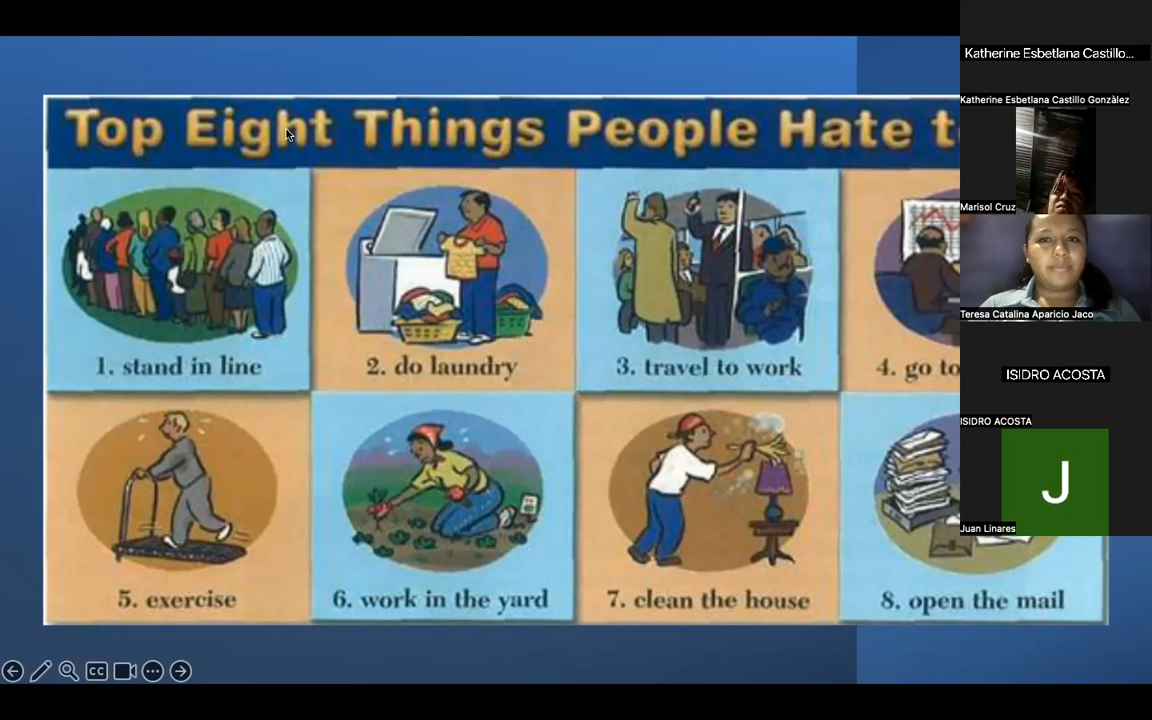 Top Eight Things People Hate t
1. stand in line
2. do laundry
3. travel to work
4. go to
5. exercise
6. work in the yard
7. clean the house
8. open the mail
CC
Katherine Esbetlana Castillo...
Katherine Esbetlana Castillo Gonzàlez
Marisol Cruz
Teresa Catalina Aparicio Jaco
ISIDRO ACOSTA
ISIDRO ACOSTA
J
Juan Linares